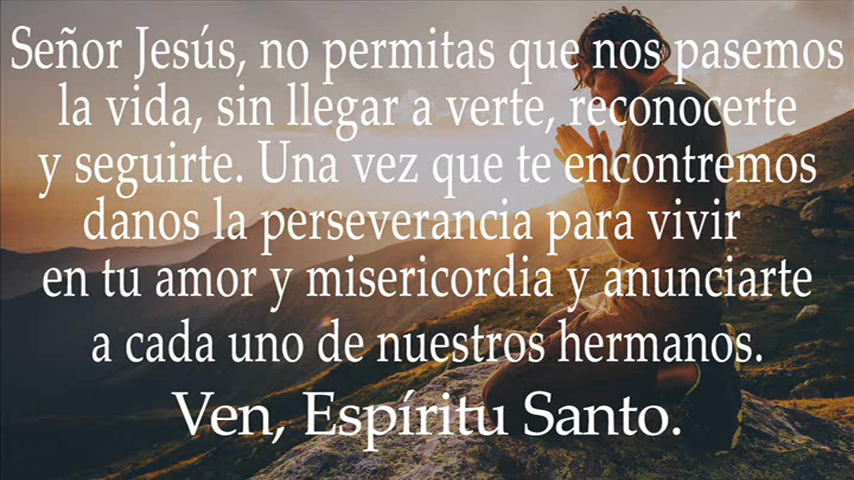 Señor Jesús, no permitas que nos pasemos
la vida, sin llegar a verte, reconocerte
y seguirte. Una vez que te encontremos
danos la perseverancia para vivir
en tu amor y misericordia y anunciarte
a cada uno de nuestros hermanos.
Ven, Espíritu Santo.